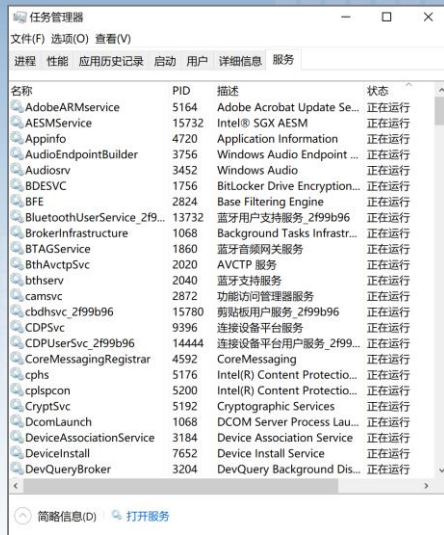 任务管理器
文件(F) 选项(O) 查看(V)
进程 性能 应用历史记录 启动 用户 详细信息 服务
名称 PID 描述 状态
AdobeARMservice 5164 Adobe Acrobat Update Se... 正在运行
AESMService 15732 Intel® SGX AESM 正在运行
Appinfo 4720 Application Information 正在运行
AudioEndpointBuilder 3756 Windows Audio Endpoint ... 正在运行
Audiosrv 3452 Windows Audio 正在运行
BDESVC 1756 BitLocker Drive Encryption... 正在运行
BFE 2824 Base Filtering Engine 正在运行
BluetoothUserService_2f9... 13732 蓝牙用户支持服务_2f99b96 正在运行
BrokerInfrastructure 1068 Background Tasks Infrastr... 正在运行
BTAGService 1860 蓝牙音频网关服务 正在运行
BthAvctpSvc 2020 AVCTP 服务 正在运行
bthserv 2040 蓝牙支持服务 正在运行
camsvc 2872 功能访问管理器服务 正在运行
cbdhsvc_2f99b96 15780 剪贴板用户服务_2f99b96 正在运行
CDPSvc 9396 连接设备平台服务 正在运行
CDPUserSvc_2f99b96 14444 连接设备平台用户服务_2f99... 正在运行
CoreMessagingRegistrar 4592 CoreMessaging 正在运行
cphs 5176 Intel(R) Content Protectio... 正在运行
cplspcon 5200 Intel(R) Content Protectio... 正在运行
CryptSvc 5192 Cryptographic Services 正在运行
DcomLaunch 1068 DCOM Server Process Lau... 正在运行
DeviceAssociationService 3184 Device Association Service 正在运行
DeviceInstall 7652 Device Install Service 正在运行
DevQueryBroker 3204 DevQuery Background Dis... 正在运行
简略信息(D) 打开服务